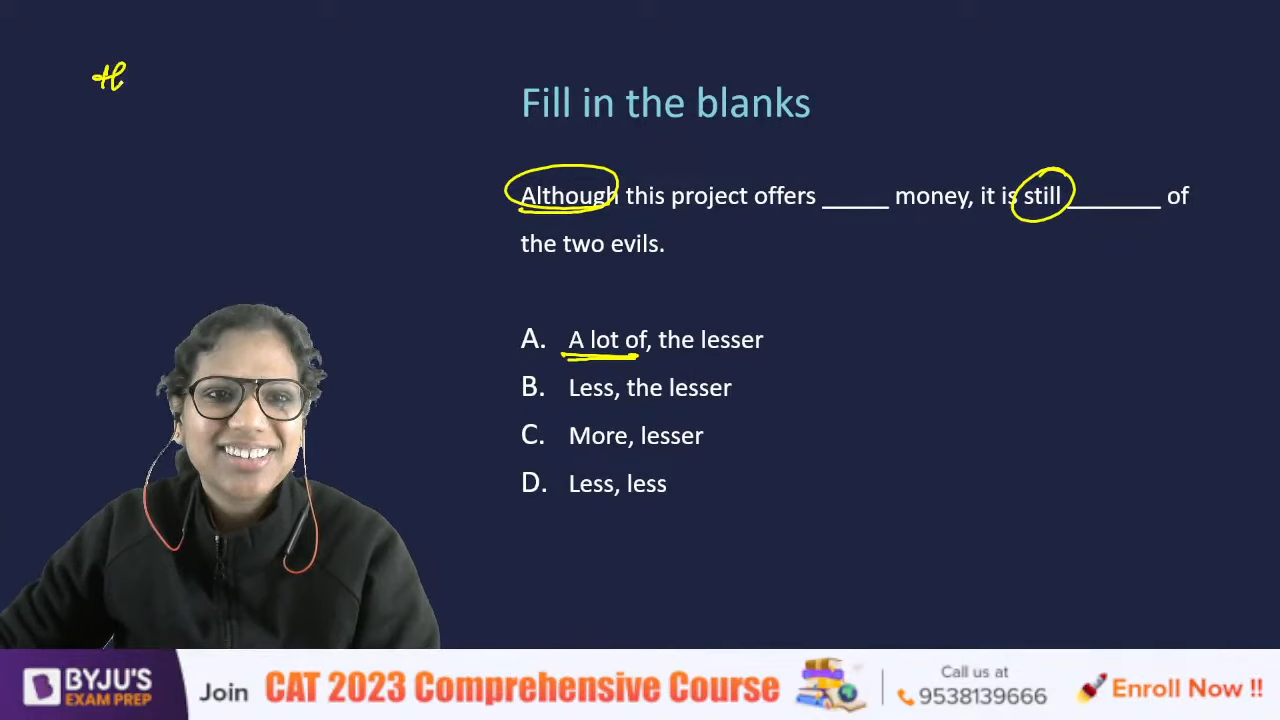 Fill in the blanks
Although this project offers _____ money, it is still _______ of
the two evils.
A. A lot of, the lesser
B. Less, the lesser
C. More, lesser
D. Less, less
BYJU'S
EXAM PREP
Join CAT 2023 Comprehensive Course
Call us at
9538139666
Enroll Now !!